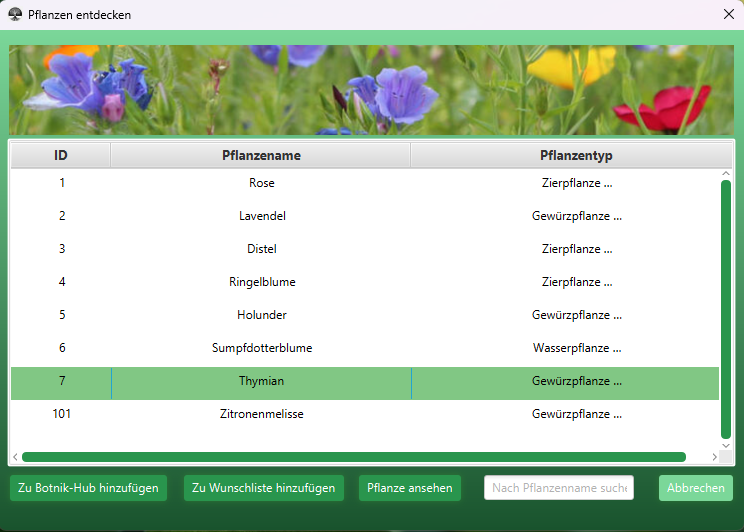 Pflanzen entdecken
ID Pflanzename Pflanzentyp
1 Rose Zierpflanze ...
2 Lavendel Gewürzpflanze ...
3 Distel Zierpflanze ...
4 Ringelblume Zierpflanze ...
5 Holunder Gewürzpflanze ...
6 Sumpfdotterblume Wasserpflanze ...
7 Thymian Gewürzpflanze ...
101 Zitronenmelisse Gewürzpflanze ...
Zu Botnik-Hub hinzufügen Zu Wunschliste hinzufügen Pflanze ansehen Nach Pflanzenname suche Abbrechen